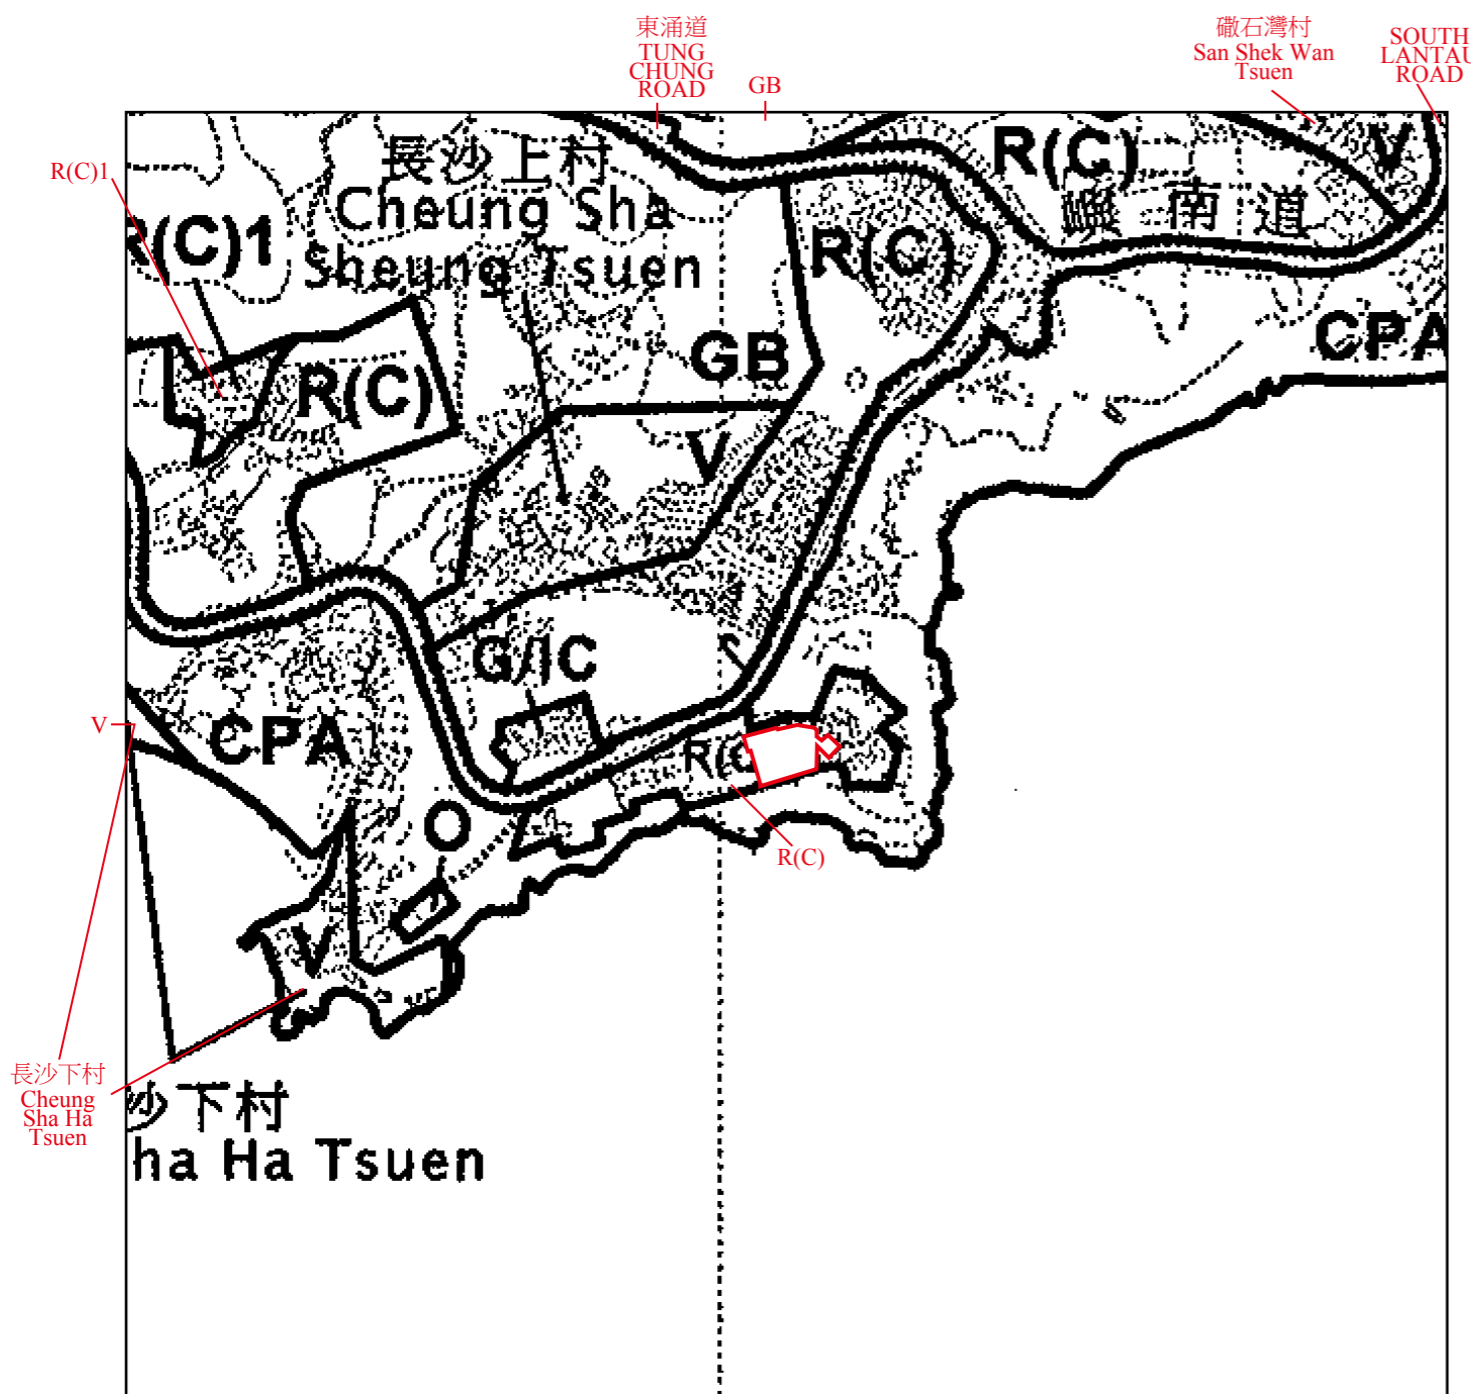 東涌道
TUNG
CHUNG
ROAD
GB
礮石灣村
San Shek Wan
Tsuen
SOUTH
LANTAU
ROAD
R(C)1
長沙上村
Cheung Sha
Sheung Tsuen
R(C)
V
嶼南道
R(C)1
R(C)
CPA
GB
R(C)
V
G/IC
V
CPA
R(C
O
R(C)
V
長沙下村
Cheung
Sha Ha
Tsuen
沙下村
ha Ha Tsuen